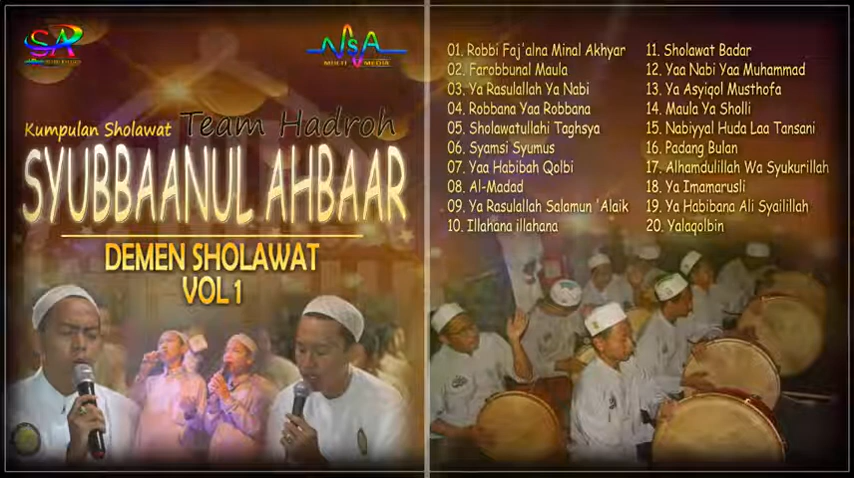 SA
NSA
MULTI MEDIA
Kumpulan Sholawat Team Hadroh
SYUBBAANUL AHBAAR
DEMEN SHOLAWAT
VOL 1
01. Robbi Faj'alna Minal Akhyar
02. Farobbunal Maula
03. Ya Rasulallah Ya Nabi
04. Robbana Yaa Robbana
05. Sholawatullahi Taghsya
06. Syamsi Syumus
07. Yaa Habibah Qolbi
08. Al-Madad
09. Ya Rasulallah Salamun 'Alaik
10. Illahana illahana
11. Sholawat Badar
12. Yaa Nabi Yaa Muhammad
13. Ya Asyiqol Musthofa
14. Maula Ya Sholli
15. Nabiyyal Huda Laa Tansani
16. Padang Bulan
17. Alhamdulillah Wa Syukurillah
18. Ya Imamarusli
19. Ya Habibana Ali Syailillah
20. Yalaqolbin